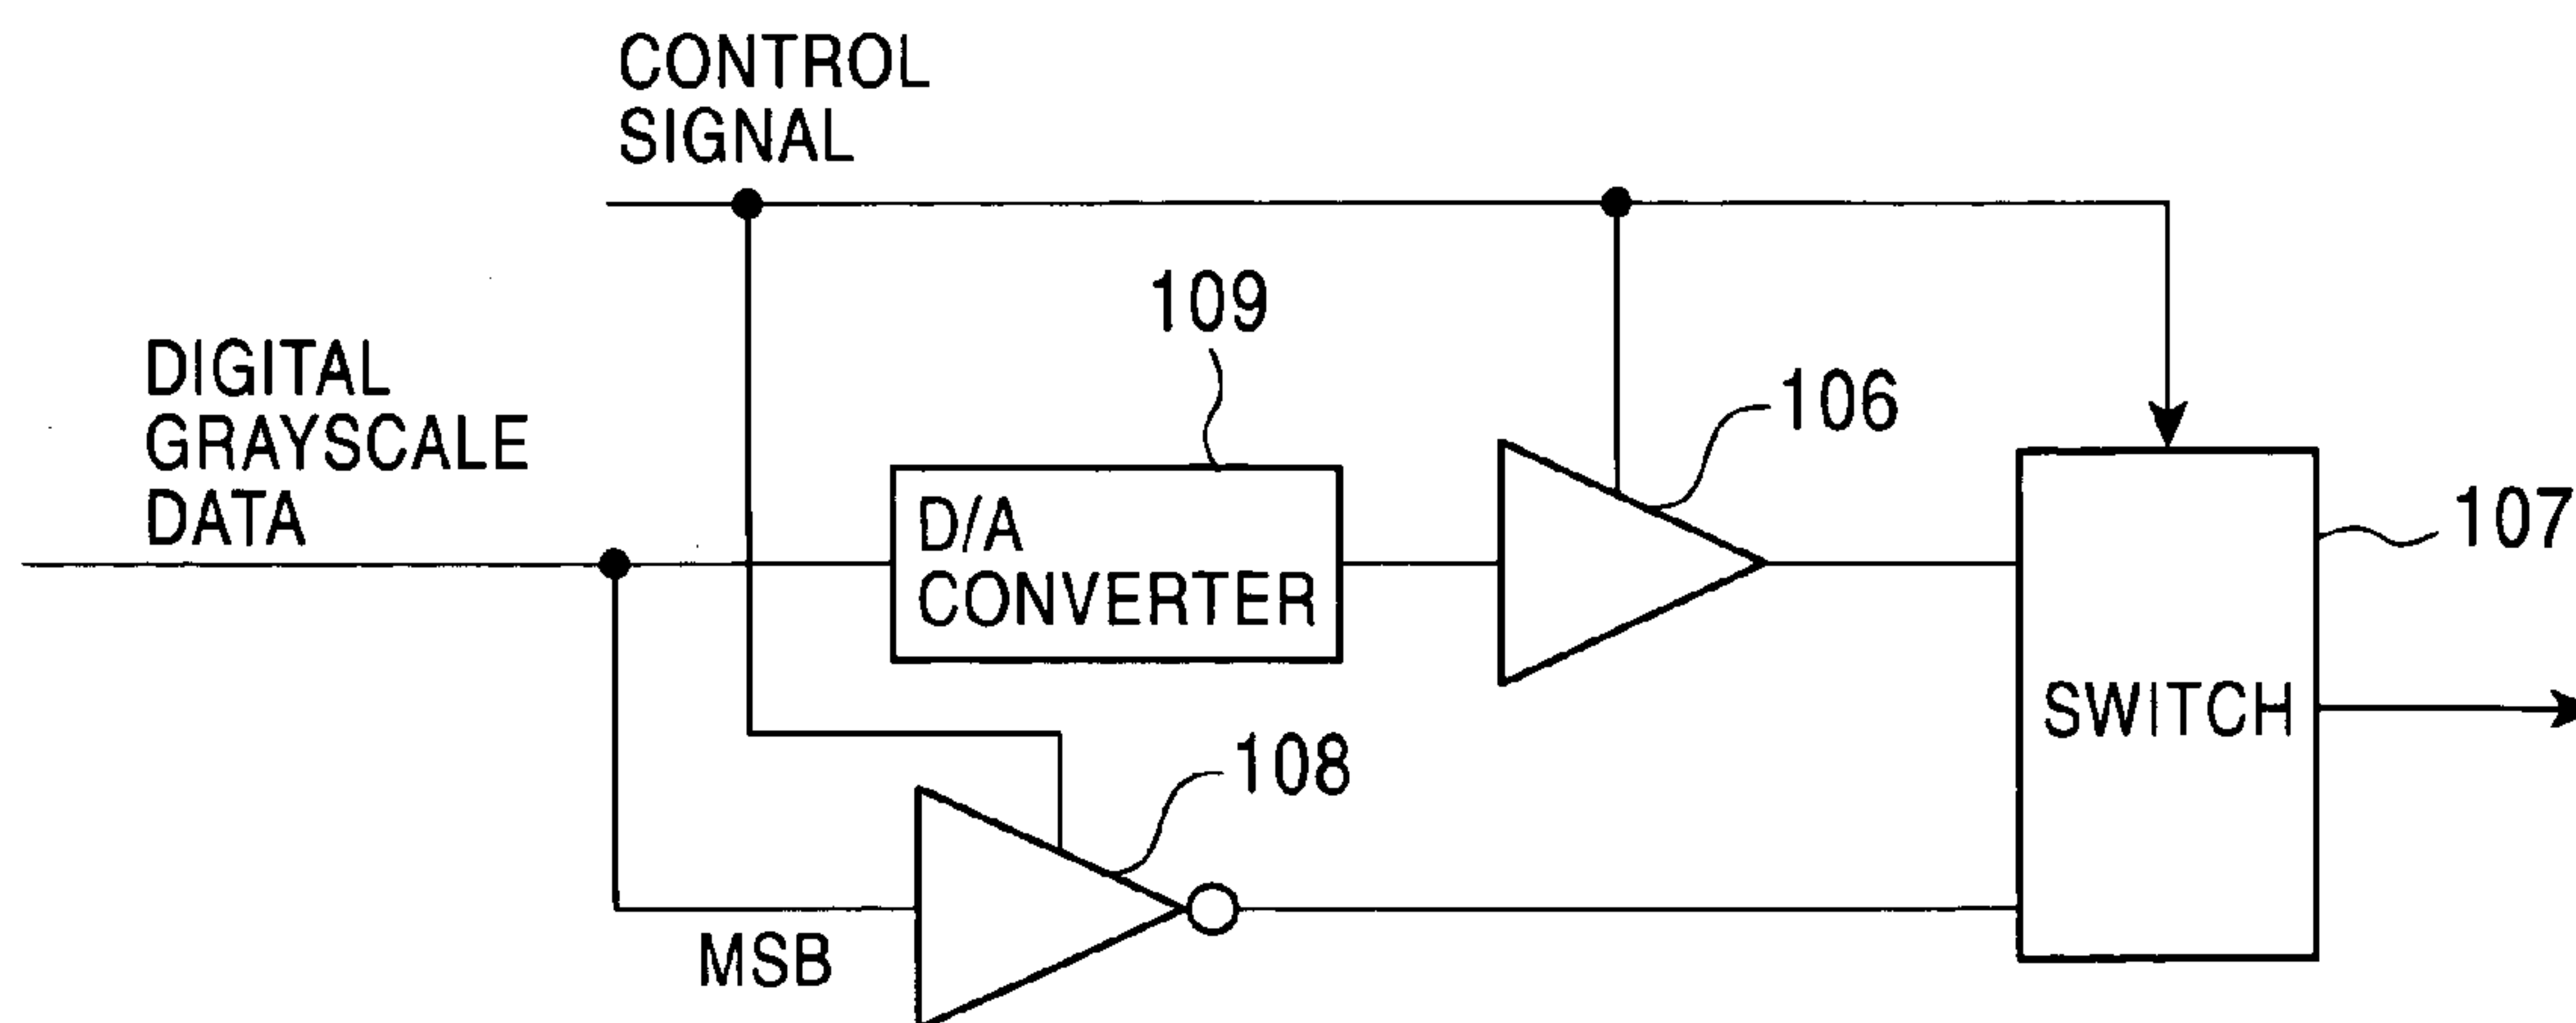 CONTROL
SIGNAL
109
DIGITAL
GRAYSCALE
DATA
106
107
D/A
CONVERTER
SWITCH
108
MSB